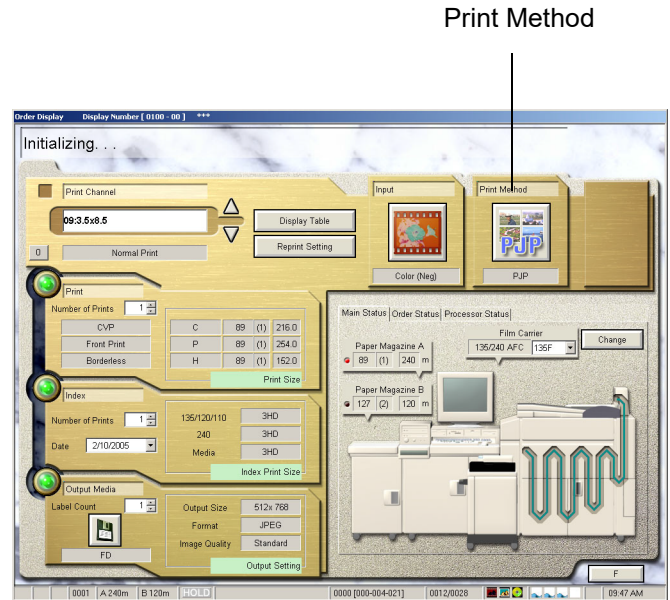 Print Method
Order Display Display Number [ 0100 - 00 ] ***
Initializing. . .
Print Channel
09:3.5x8.5
Display Table
Reprint Setting
0 Normal Print
Input
Color (Neg)
Print Method
PJP
PJP
Print
Number of Prints 1
CVP
Front Print
Borderless
C 89 (1) 216.0
P 89 (1) 254.0
H 89 (1) 152.0
Print Size
Index
Number of Prints 1
Date 2/10/2005
135/120/110 3HD
240 3HD
Media 3HD
Index Print Size
Output Media
Label Count 1
FD
Output Size 512x 768
Format JPEG
Image Quality Standard
Output Setting
Main Status Order Status Processor Status
Film Carrier
135/240 AFC 135F
Change
Paper Magazine A
89 (1) 240 m
Paper Magazine B
127 (2) 120 m
F
0001 A 240m B 120m HOLD 0000 [000-004-021] 0012/0028 09:47 AM